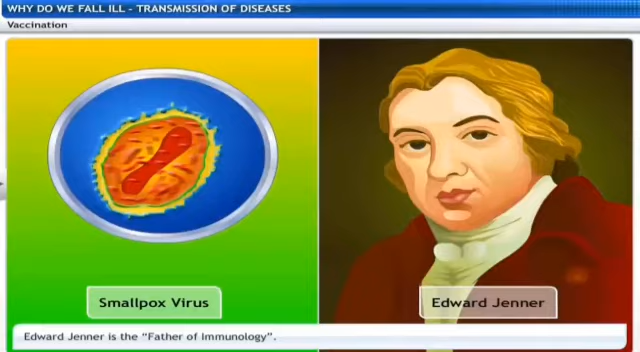 WHY DO WE FALL ILL - TRANSMISSION OF DISEASES
Vaccination
Smallpox Virus
Edward Jenner
Edward Jenner is the “Father of Immunology”.